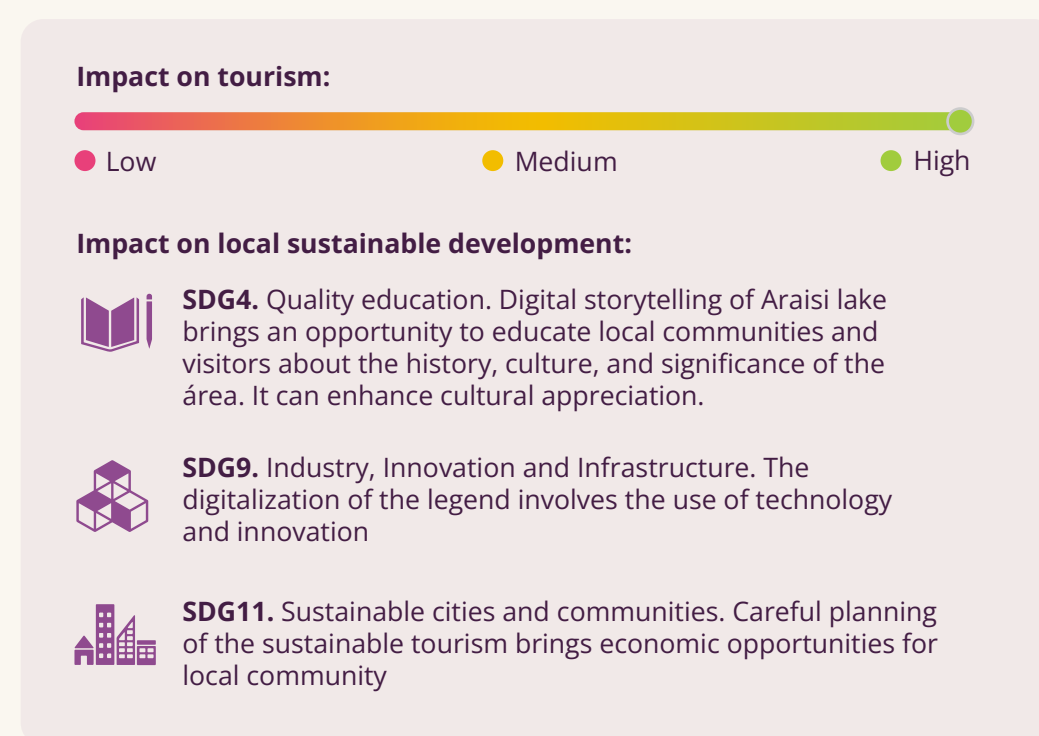 Impact on tourism:
Low
Medium
High
Impact on local sustainable development:
SDG4. Quality education. Digital storytelling of Araisi lake
brings an opportunity to educate local communities and
visitors about the history, culture, and significance of the
área. It can enhance cultural appreciation.
SDG9. Industry, Innovation and Infrastructure. The
digitalization of the legend involves the use of technology
and innovation
SDG11. Sustainable cities and communities. Careful planning
of the sustainable tourism brings economic opportunities for
local community